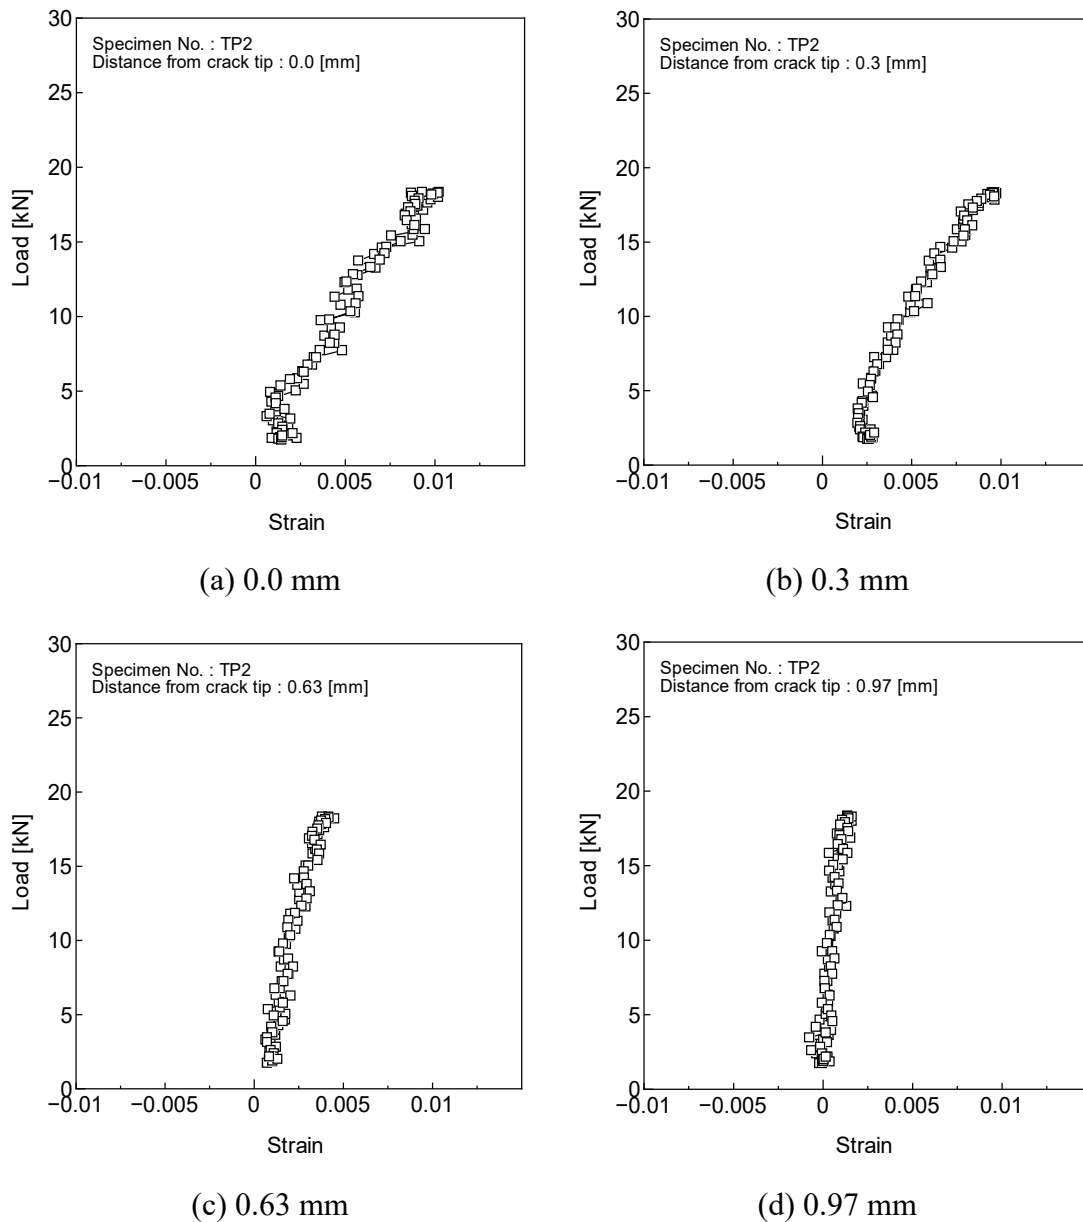 30
25
20
15
10
5
0
Load [kN]
Specimen No. : TP2
Distance from crack tip : 0.0 [mm]
−0.01 −0.005 0 0.005 0.01
Strain
(a) 0.0 mm
30
25
20
15
10
5
0
Load [kN]
Specimen No. : TP2
Distance from crack tip : 0.3 [mm]
−0.01 −0.005 0 0.005 0.01
Strain
(b) 0.3 mm
30
25
20
15
10
5
0
Load [kN]
Specimen No. : TP2
Distance from crack tip : 0.63 [mm]
−0.01 −0.005 0 0.005 0.01
Strain
(c) 0.63 mm
30
25
20
15
10
5
0
Load [kN]
Specimen No. : TP2
Distance from crack tip : 0.97 [mm]
−0.01 −0.005 0 0.005 0.01
Strain
(d) 0.97 mm